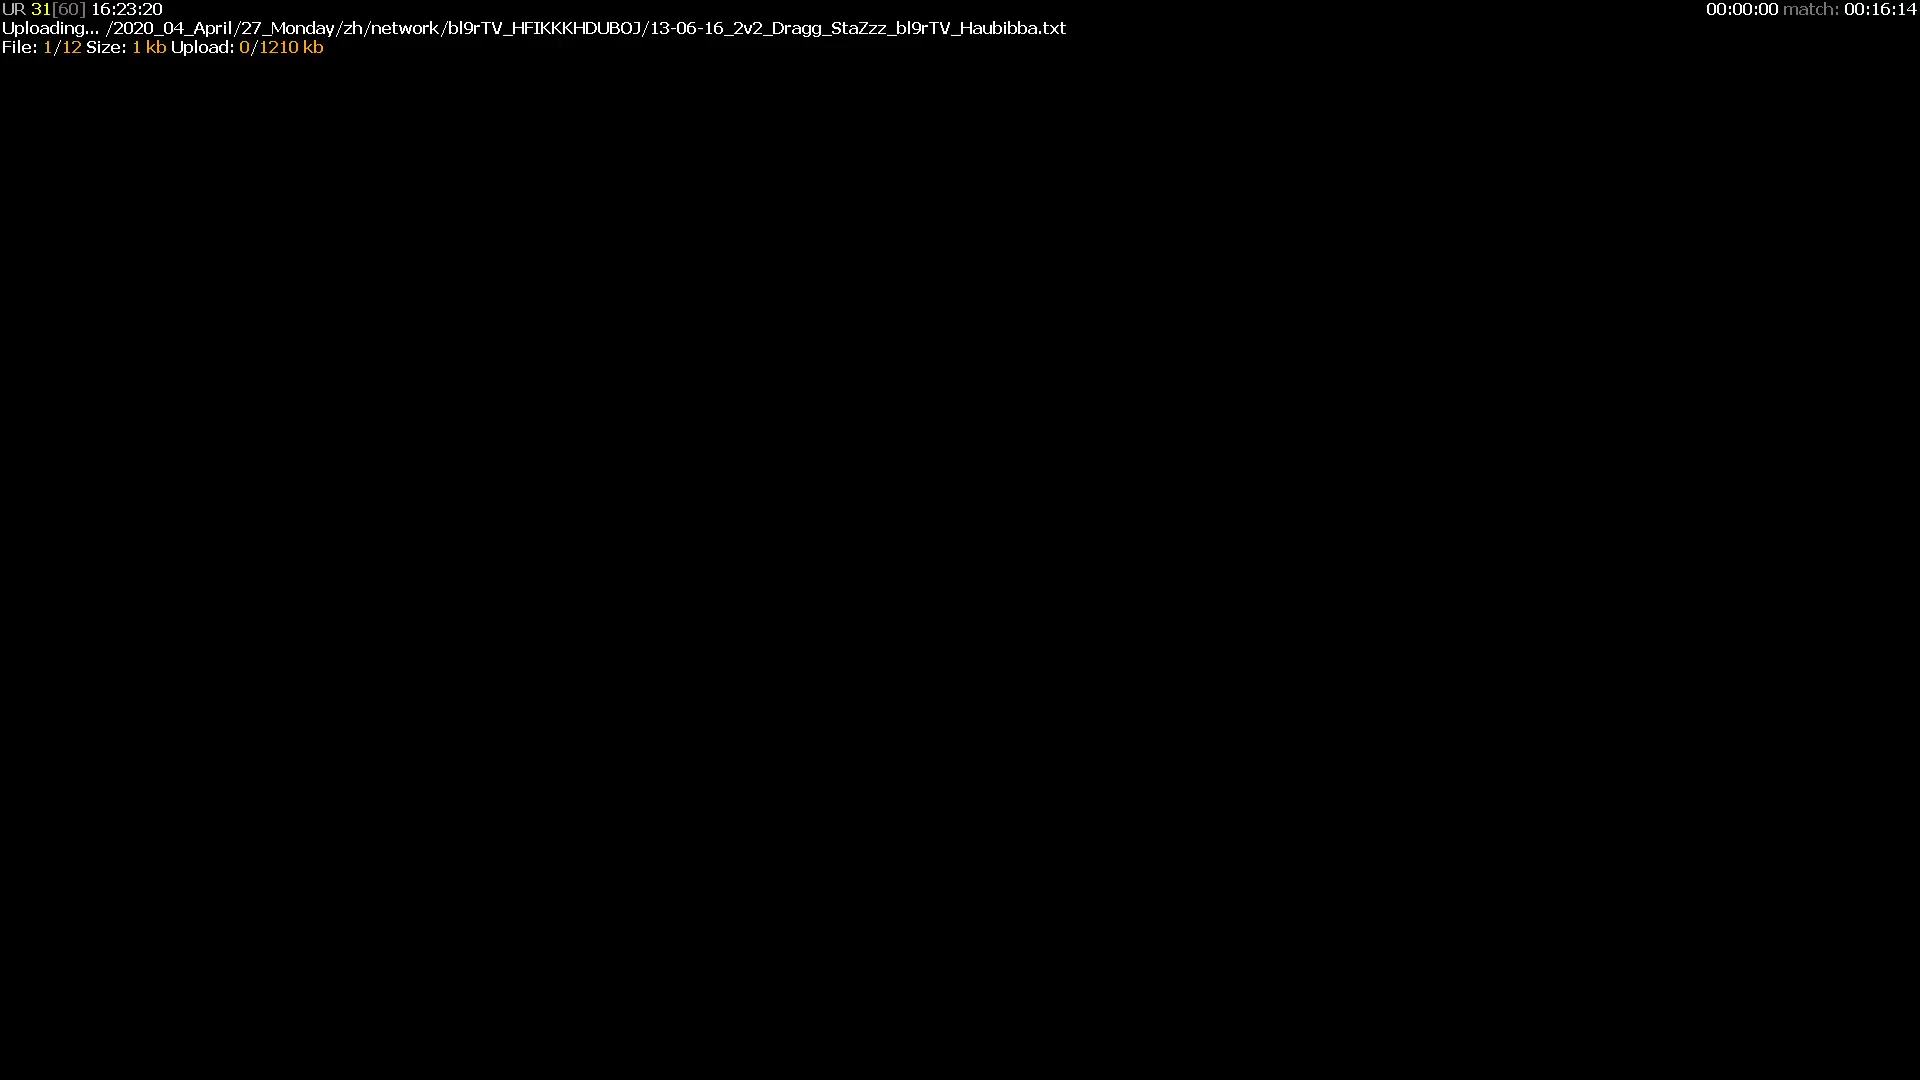 UR 31[60] 16:23:20 00:00:00 match: 00:16:14
Uploading... /2020_04_April/27_Monday/zh/network/bl9rTV_HFIKKKHDUBOJ/13-06-16_2v2_Dragg_StaZzz_bl9rTV_Haubibba.txt
File: 1/12 Size: 1 kb Upload: 0/1210 kb